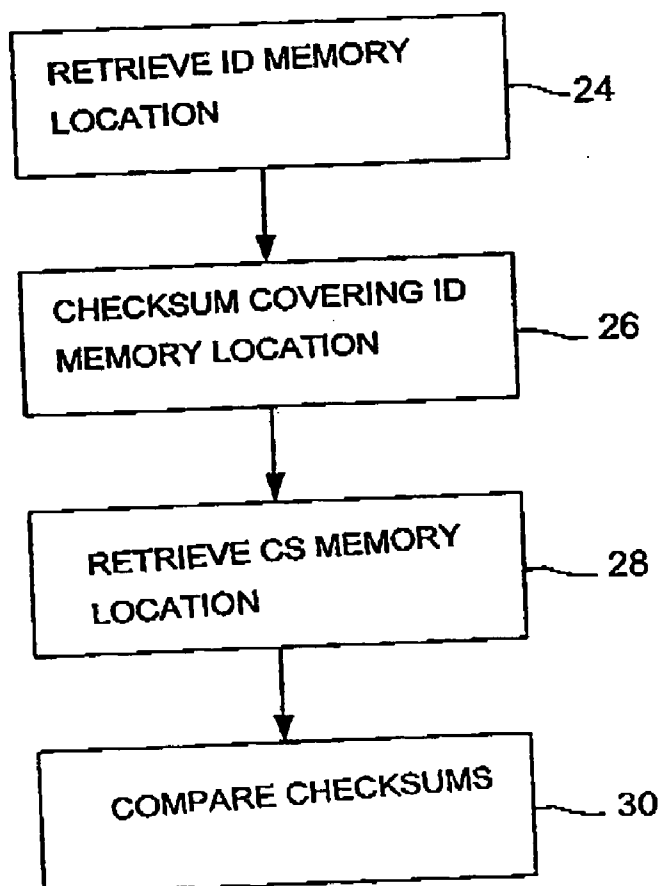 RETRIEVE ID MEMORY
LOCATION
24
CHECKSUM COVERING ID
MEMORY LOCATION
26
RETRIEVE CS MEMORY
LOCATION
28
COMPARE CHECKSUMS
30